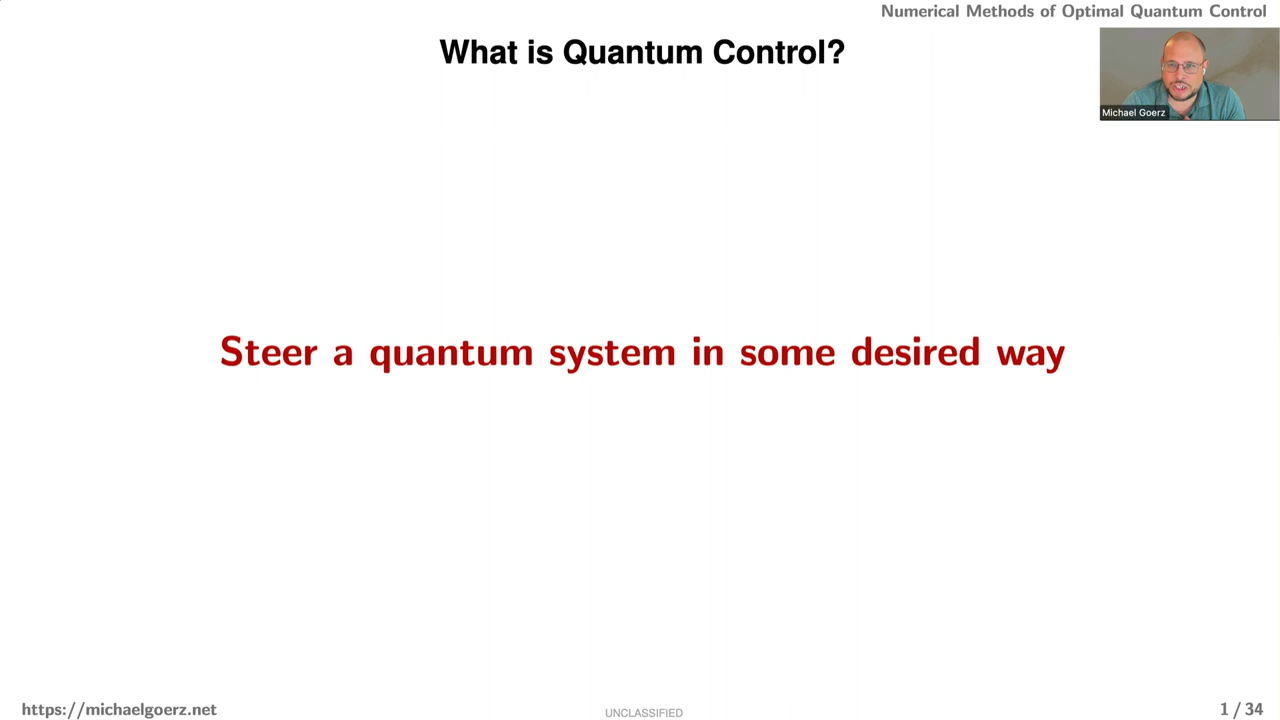 Numerical Methods of Optimal Quantum Control
What is Quantum Control?
Michael Goerz
Steer a quantum system in some desired way
https://michaelgoerz.net
UNCLASSIFIED
1 / 34